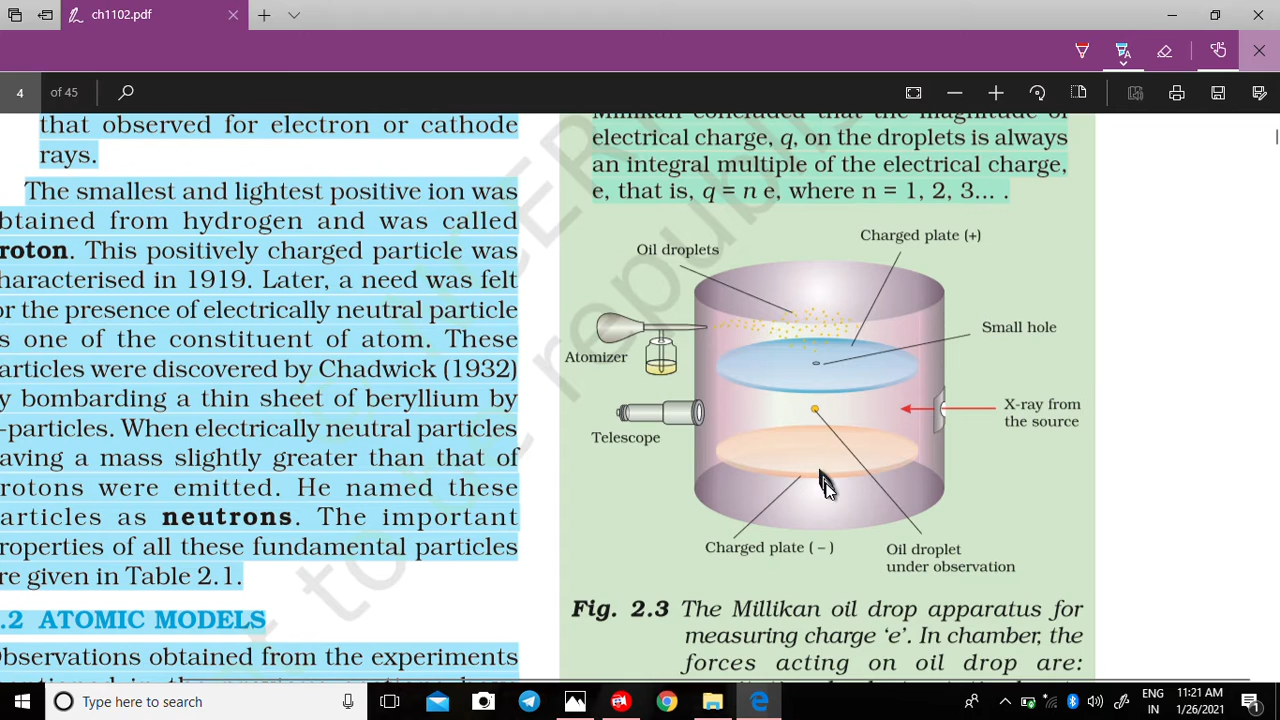 ch1102.pdf
4 of 45
that observed for electron or cathode
rays.
The smallest and lightest positive ion was
btained from hydrogen and was called
roton. This positively charged particle was
haracterised in 1919. Later, a need was felt
or the presence of electrically neutral particle
s one of the constituent of atom. These
articles were discovered by Chadwick (1932)
y bombarding a thin sheet of beryllium by
-particles. When electrically neutral particles
aving a mass slightly greater than that of
rotons were emitted. He named these
articles as neutrons. The important
roperties of all these fundamental particles
re given in Table 2.1.
.2 ATOMIC MODELS
Observations obtained from the experiments
Millikan concluded that the magnitude of
electrical charge, q, on the droplets is always
an integral multiple of the electrical charge,
e, that is, q = n e, where n = 1, 2, 3... .
Oil droplets
Charged plate (+)
Small hole
Atomizer
X-ray from
the source
Telescope
Charged plate ( – )
Oil droplet
under observation
Fig. 2.3 The Millikan oil drop apparatus for
measuring charge ‘e’. In chamber, the
forces acting on oil drop are:
Type here to search
ENG
IN
11:21 AM
1/26/2021